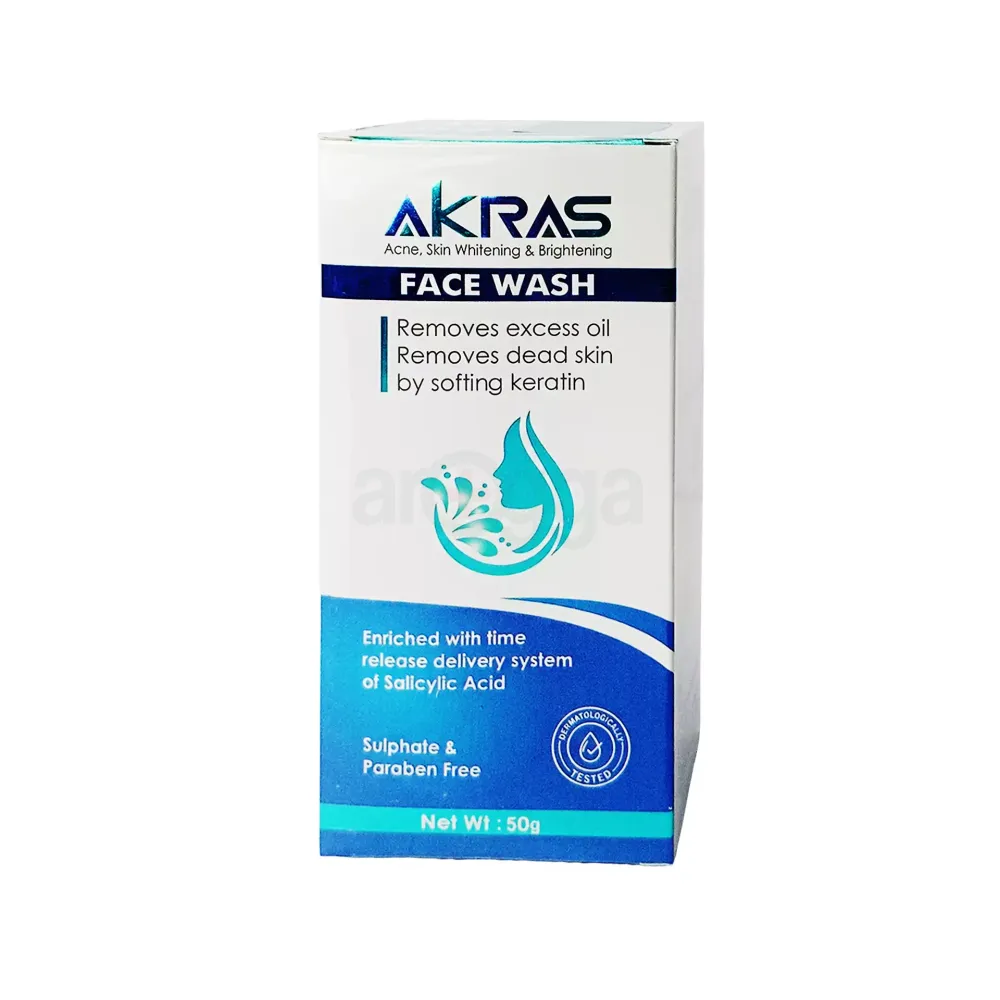 AKRAS
Acne, Skin Whitening & Brightening
FACE WASH
Removes excess oil
Removes dead skin
by softing keratin
arogga
Enriched with time
release delivery system
of Salicylic Acid
DERMATOLOGICALLY
TESTED
Sulphate &
Paraben Free
Net Wt : 50g